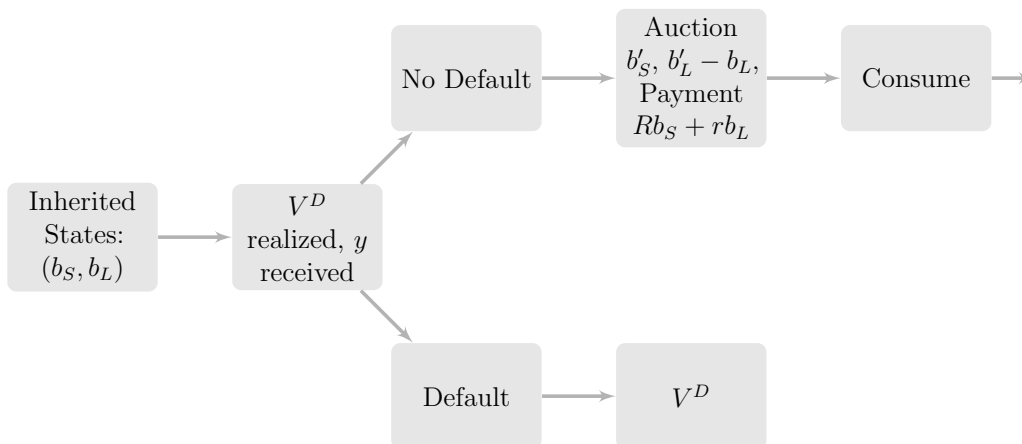 Inherited
States:
$(b_S, b_L)$
$V^D$
realized, $y$
received
No Default
Auction
$b'_S$, $b'_L - b_L$,
Payment
$Rb_S + rb_L$
Consume
Default
$V^D$